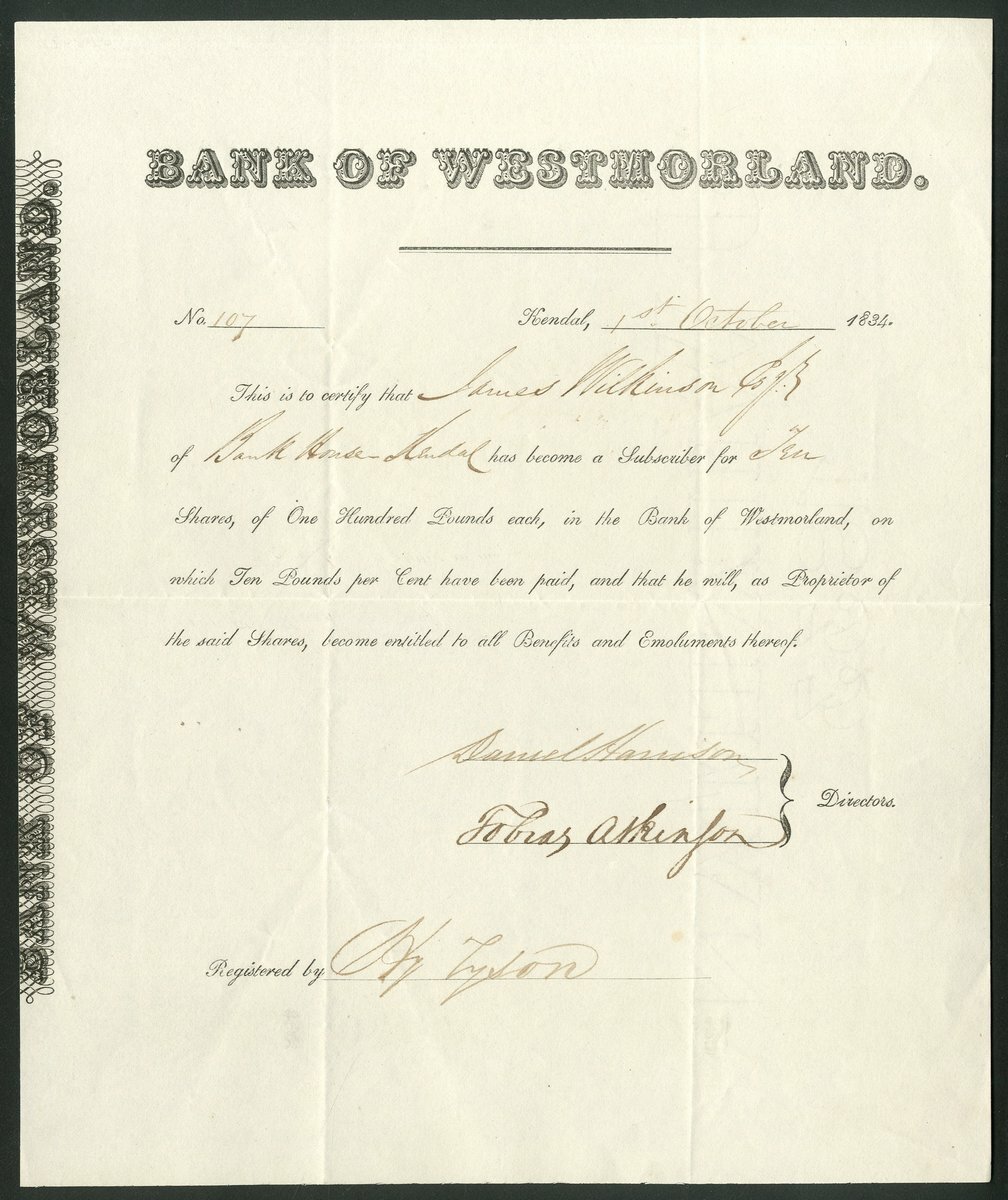 BANK OF WESTMORLAND.
BANK OF WESTMORLAND.
No. 107 Kendal, 1st October 1834.
This is to certify that James Wilkinson Esqr
of Bank House Kendal has become a Subscriber for Ten
Shares, of One Hundred Pounds each, in the Bank of Westmorland, on
which Ten Pounds per Cent have been paid, and that he will, as Proprietor of
the said Shares, become entitled to all Benefits and Emoluments thereof.
Daniel Harrison
Directors.
Tobias Atkinson
Registered by Hy Tyson